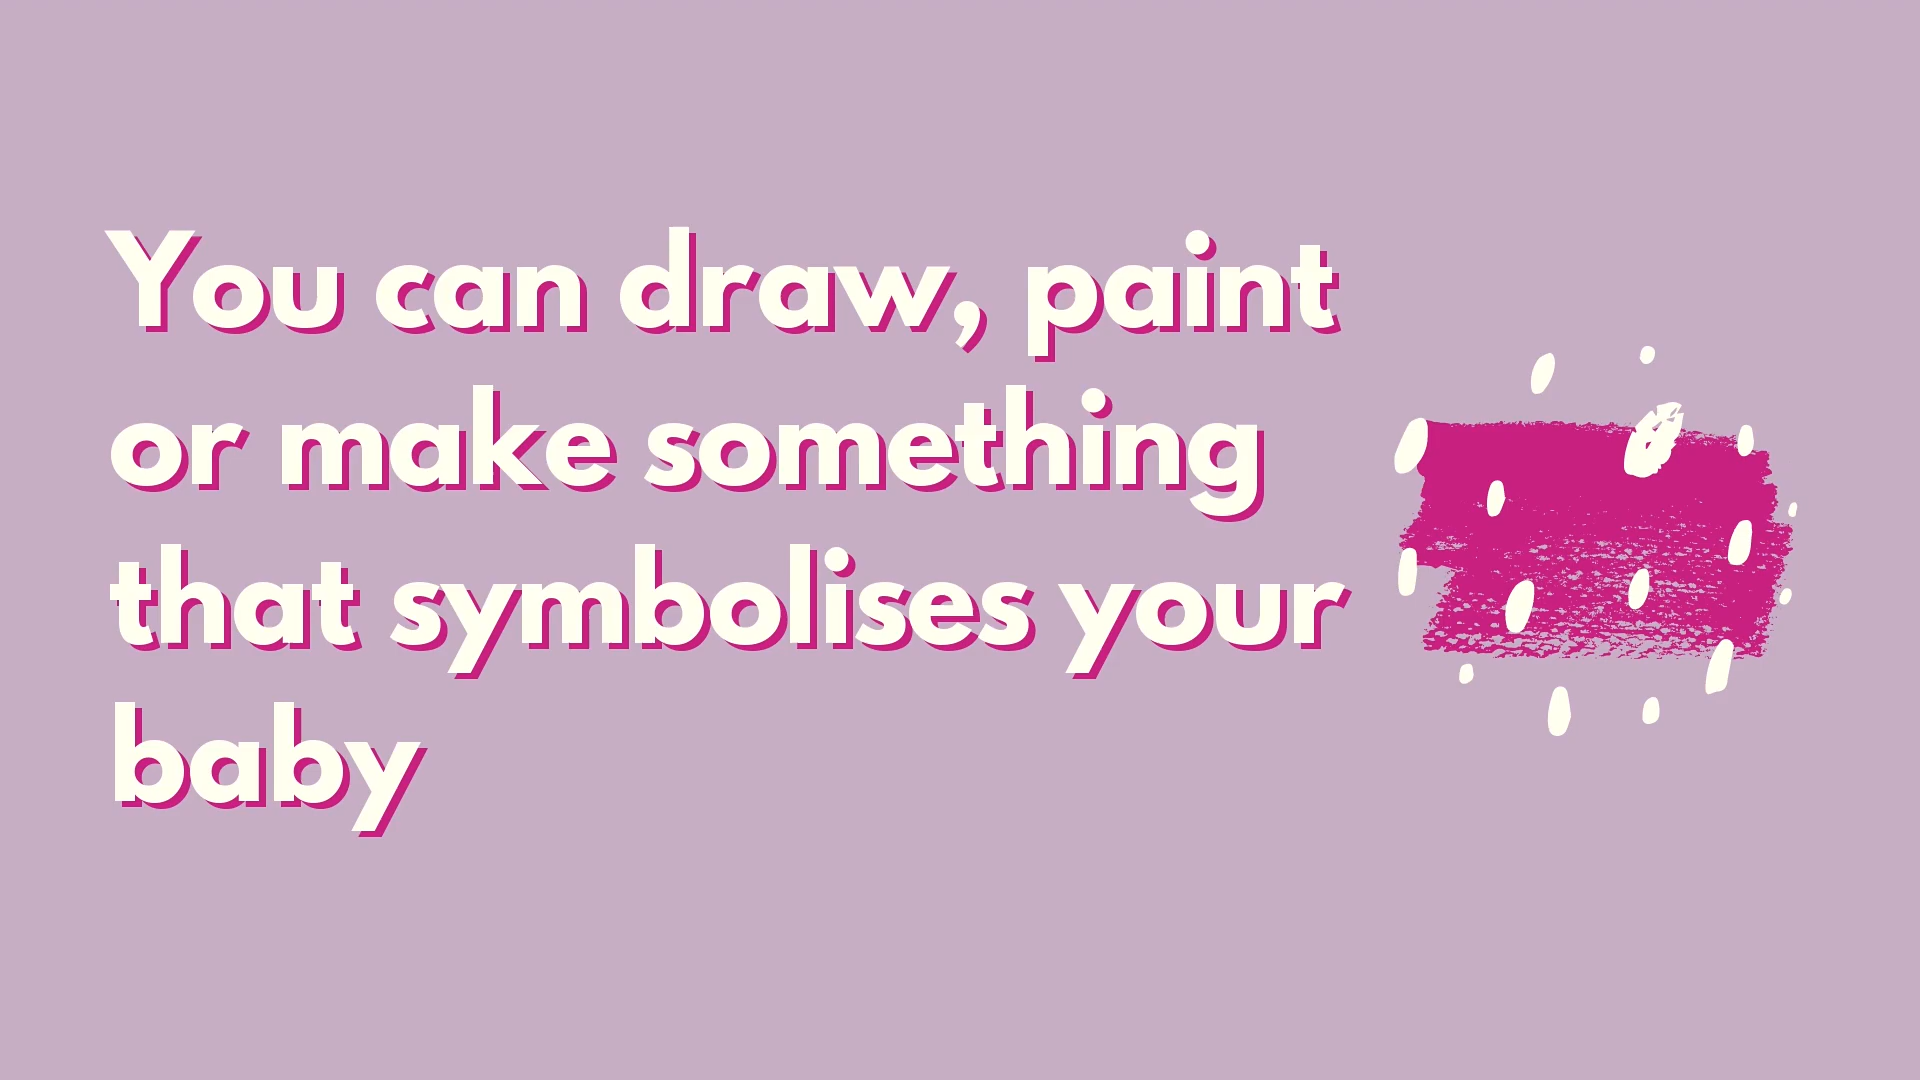 You can draw, paint
or make something
that symbolises your
baby